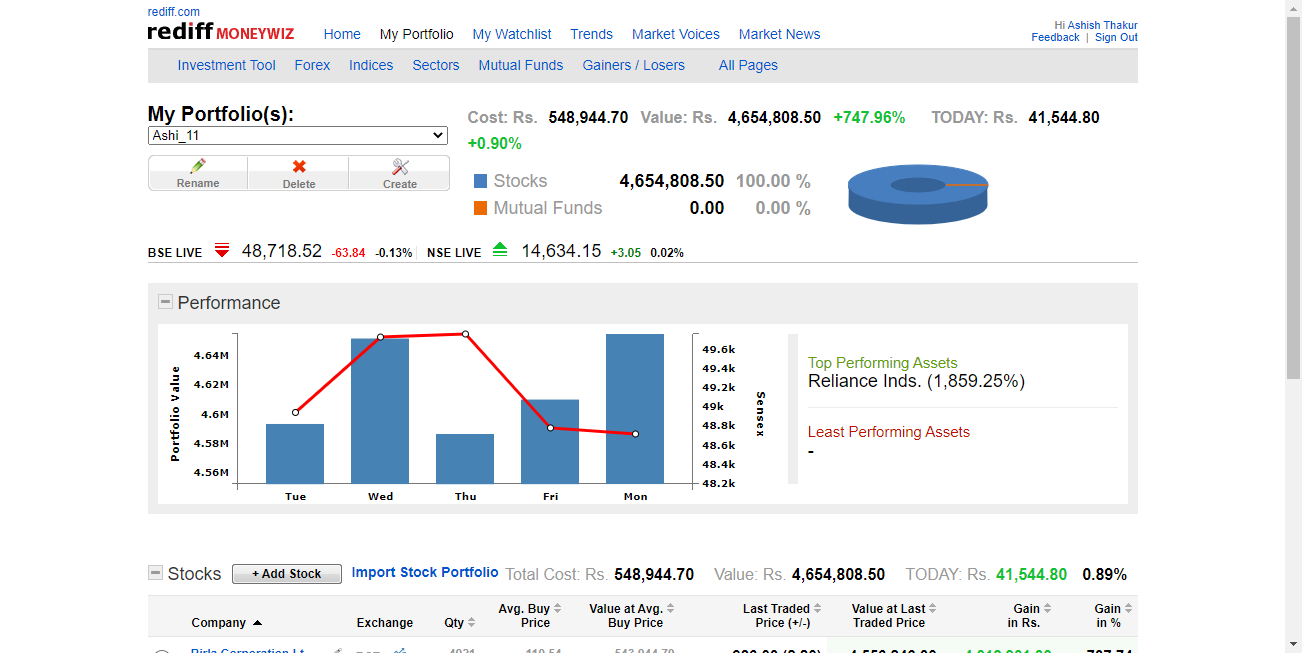 rediff.com
rediff MONEYWIZ
Home My Portfolio My Watchlist Trends Market Voices Market News
Hi Ashish Thakur
Feedback | Sign Out
Investment Tool Forex Indices Sectors Mutual Funds Gainers / Losers All Pages
My Portfolio(s):
Ashi_11
Rename Delete Create
Cost: Rs. 548,944.70 Value: Rs. 4,654,808.50 +747.96% TODAY: Rs. 41,544.80
+0.90%
Stocks 4,654,808.50 100.00 %
Mutual Funds 0.00 0.00 %
BSE LIVE 48,718.52 -63.84 -0.13% NSE LIVE 14,634.15 +3.05 0.02%
Performance
Portfolio Value
4.64M
4.62M
4.6M
4.58M
4.56M
Tue Wed Thu Fri Mon
49.6k
49.4k
49.2k
49k
48.8k
48.6k
48.4k
48.2k
Sensex
Top Performing Assets
Reliance Inds. (1,859.25%)
Least Performing Assets
-
Stocks + Add Stock Import Stock Portfolio Total Cost: Rs. 548,944.70 Value: Rs. 4,654,808.50 TODAY: Rs. 41,544.80 0.89%
Company Exchange Qty Avg. Buy Price Value at Avg. Buy Price Last Traded Price (+/-) Value at Last Traded Price Gain in Rs. Gain in %
Birla Corporation Lt